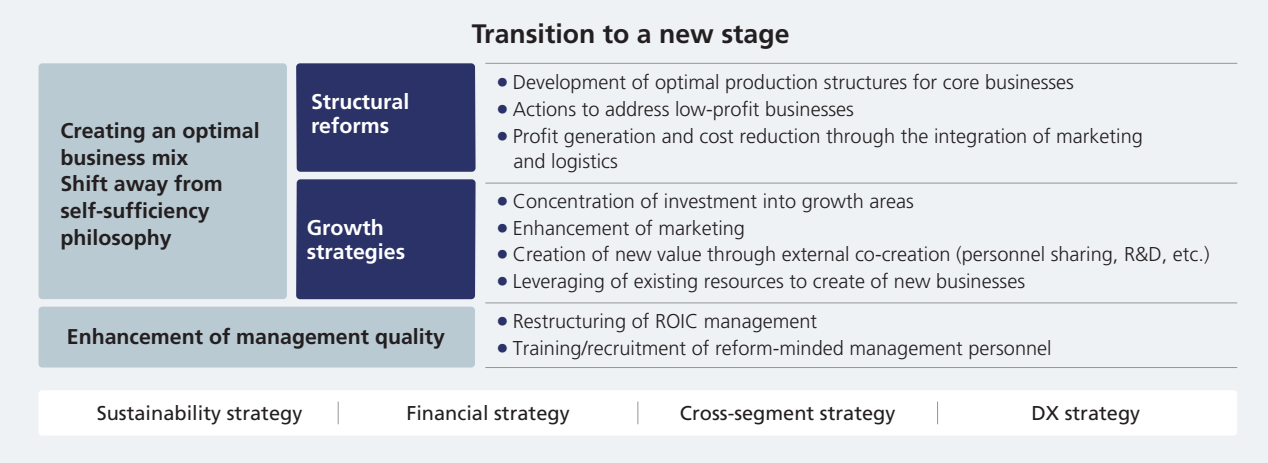 Transition to a new stage
Creating an optimal
business mix
Shift away from
self-sufficiency
philosophy
Structural
reforms
• Development of optimal production structures for core businesses
• Actions to address low-profit businesses
• Profit generation and cost reduction through the integration of marketing
and logistics
Growth
strategies
• Concentration of investment into growth areas
• Enhancement of marketing
• Creation of new value through external co-creation (personnel sharing, R&D, etc.)
• Leveraging of existing resources to create of new businesses
Enhancement of management quality
• Restructuring of ROIC management
• Training/recruitment of reform-minded management personnel
Sustainability strategy
Financial strategy
Cross-segment strategy
DX strategy